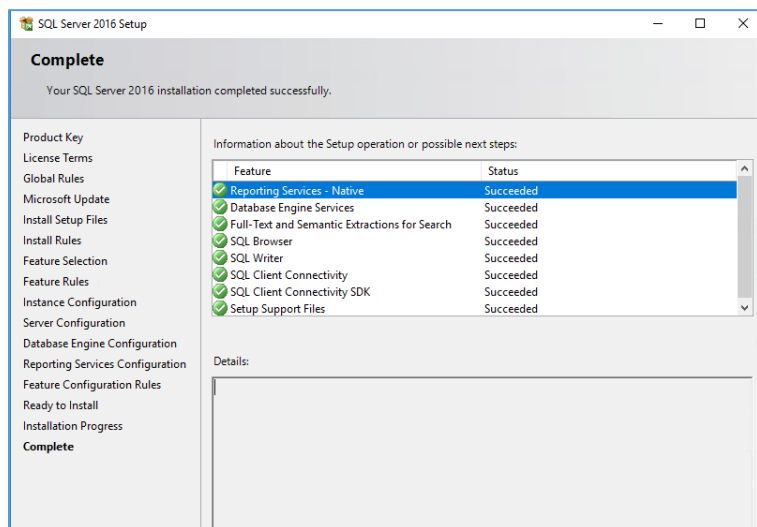 SQL Server 2016 Setup
Complete
Your SQL Server 2016 installation completed successfully.
Product Key
License Terms
Global Rules
Microsoft Update
Install Setup Files
Install Rules
Feature Selection
Feature Rules
Instance Configuration
Server Configuration
Database Engine Configuration
Reporting Services Configuration
Feature Configuration Rules
Ready to Install
Installation Progress
Complete
Information about the Setup operation or possible next steps:
Feature Status
Reporting Services - Native Succeeded
Database Engine Services Succeeded
Full-Text and Semantic Extractions for Search Succeeded
SQL Browser Succeeded
SQL Writer Succeeded
SQL Client Connectivity Succeeded
SQL Client Connectivity SDK Succeeded
Setup Support Files Succeeded
Details: